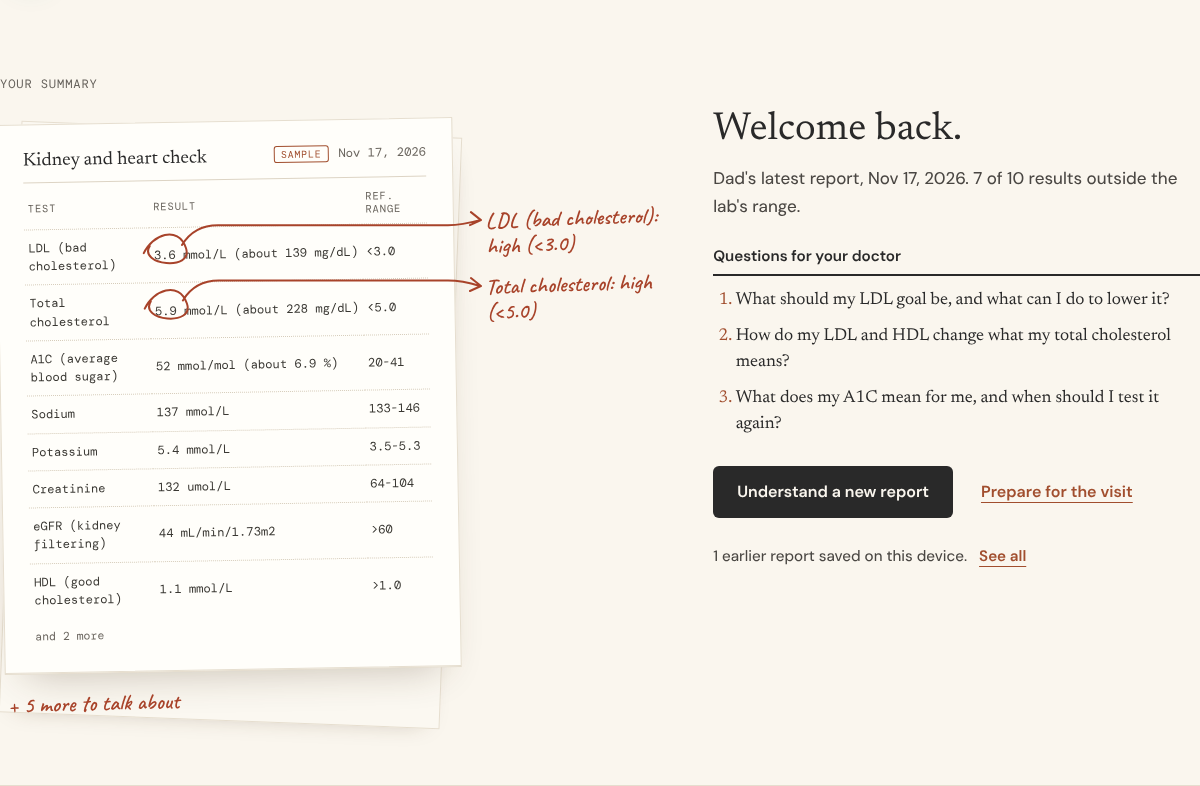 YOUR SUMMARY
Kidney and heart check
SAMPLE
Nov 17, 2026
TEST
RESULT
REF.
RANGE
LDL (bad
cholesterol)
3.6 mmol/L (about 139 mg/dL)
<3.0
Total
cholesterol
5.9 mmol/L (about 228 mg/dL)
<5.0
A1C (average
blood sugar)
52 mmol/mol (about 6.9 %)
20-41
Sodium
137 mmol/L
133-146
Potassium
5.4 mmol/L
3.5-5.3
Creatinine
132 umol/L
64-104
eGFR (kidney
filtering)
44 mL/min/1.73m2
>60
HDL (good
cholesterol)
1.1 mmol/L
>1.0
and 2 more
+ 5 more to talk about
LDL (bad cholesterol):
high (<3.0)
Total cholesterol: high
(<5.0)
Welcome back.
Dad's latest report, Nov 17, 2026. 7 of 10 results outside the
lab's range.
Questions for your doctor
1. What should my LDL goal be, and what can I do to lower it?
2. How do my LDL and HDL change what my total cholesterol
means?
3. What does my A1C mean for me, and when should I test it
again?
Understand a new report
Prepare for the visit
1 earlier report saved on this device.
See all